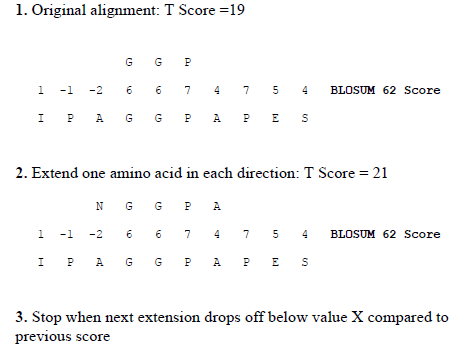 1. Original alignment: T Score =19
G G P
1 -1 -2 6 6 7 4 7 5 4 BLOSUM 62 Score
I P A G G P A P E S
2. Extend one amino acid in each direction: T Score = 21
N G G P A
1 -1 -2 6 6 7 4 7 5 4 BLOSUM 62 Score
I P A G G P A P E S
3. Stop when next extension drops off below value X compared to
previous score